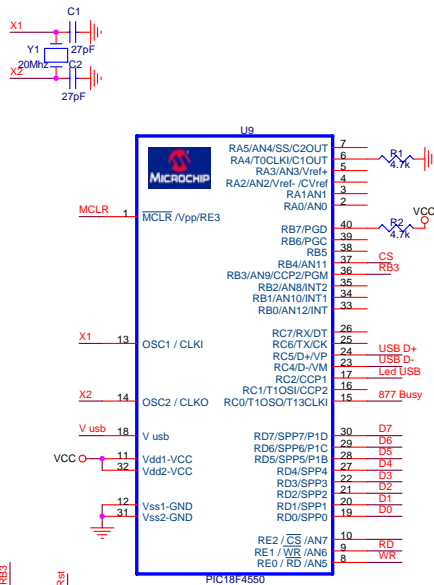 C1
X1
27pF
Y1
20Mhz
C2
X2
27pF
U9
MICROCHIP
RA5/AN4/SS/C2OUT 7
RA4/T0CLKI/C1OUT 6 R1 4.7k
RA3/AN3/Vref+ 5
RA2/AN2/Vref- /CVref 4
RA1AN1 3
RA0/AN0 2
MCLR 1 MCLR /Vpp/RE3
VCC
RB7/PGD 40 R2 4.7k
RB6/PGC 39
RB5 38
RB4/AN11 37 CS
RB3/AN9/CCP2/PGM 36 RB3
RB2/AN8/INT2 35
RB1/AN10/INT1 34
RB0/AN12/INT 33
X1 13 OSC1 / CLKI
RC7/RX/DT 26
RC6/TX/CK 25
RC5/D+/VP 24 USB D+
RC4/D-/VM 23 USB D-
RC2/CCP1 17 Led USB
RC1/T1OSI/CCP2 16
RC0/T1OSO/T13CLKI 15 877 Busy
X2 14 OSC2 / CLKO
V usb 18 V usb
VCC 11 Vdd1-VCC
32 Vdd2-VCC
RD7/SPP7/P1D 30 D7
RD6/SPP6/P1C 29 D6
RD5/SPP5/P1B 28 D5
RD4/SPP4 27 D4
RD3/SPP3 22 D3
RD2/SPP2 21 D2
RD1/SPP1 20 D1
RD0/SPP0 19 D0
12 Vss1-GND
31 Vss2-GND
RE2 / CS /AN7 10
RE1 / WR /AN6 9 RD
RE0 / RD /AN5 8 WR
PIC18F4550
RB3
Rst